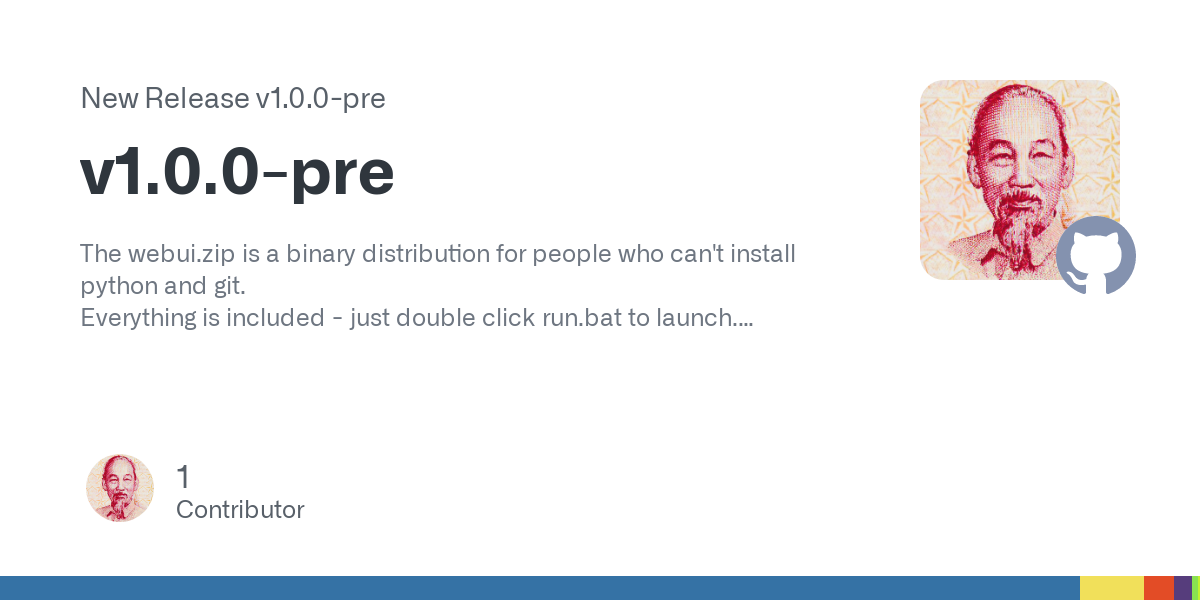 New Release v1.0.0-pre
v1.0.0-pre
The webui.zip is a binary distribution for people who can't install
python and git.
Everything is included - just double click run.bat to launch....
1
Contributor